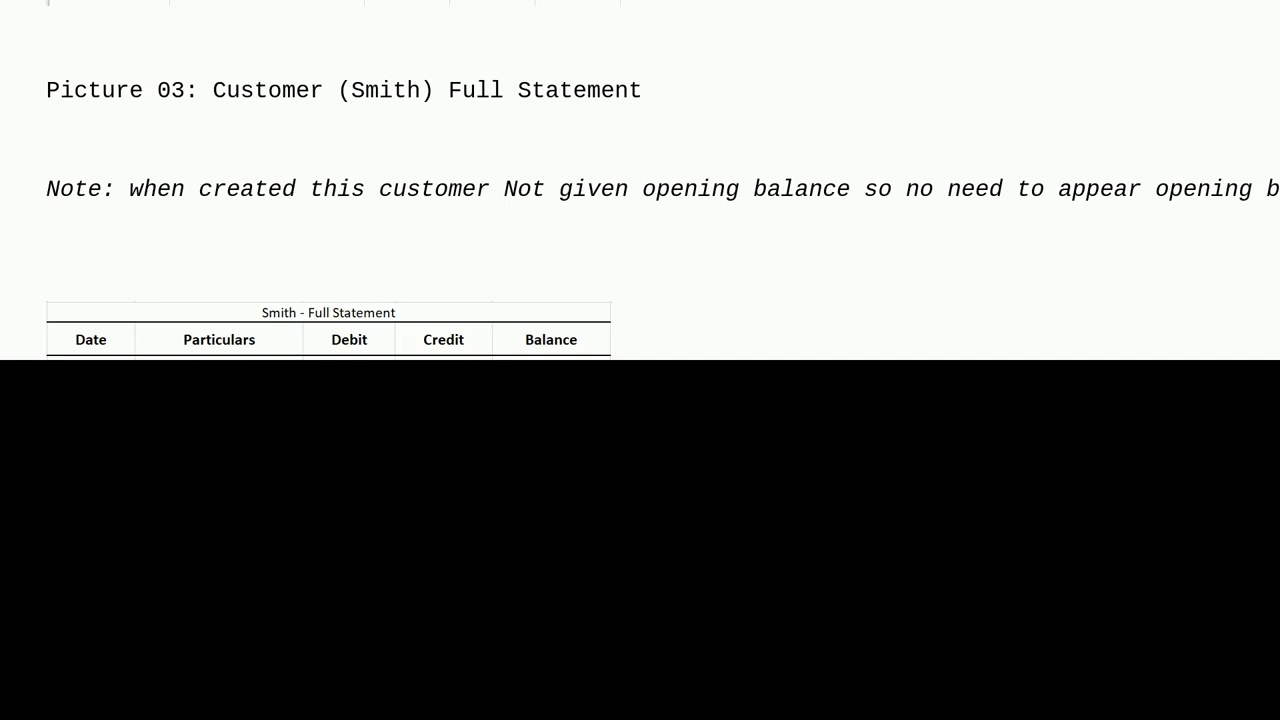 Picture 03: Customer (Smith) Full Statement
Note: when created this customer Not given opening balance so no need to appear opening
Smith - Full Statement
Date Particulars Debit Credit Balance